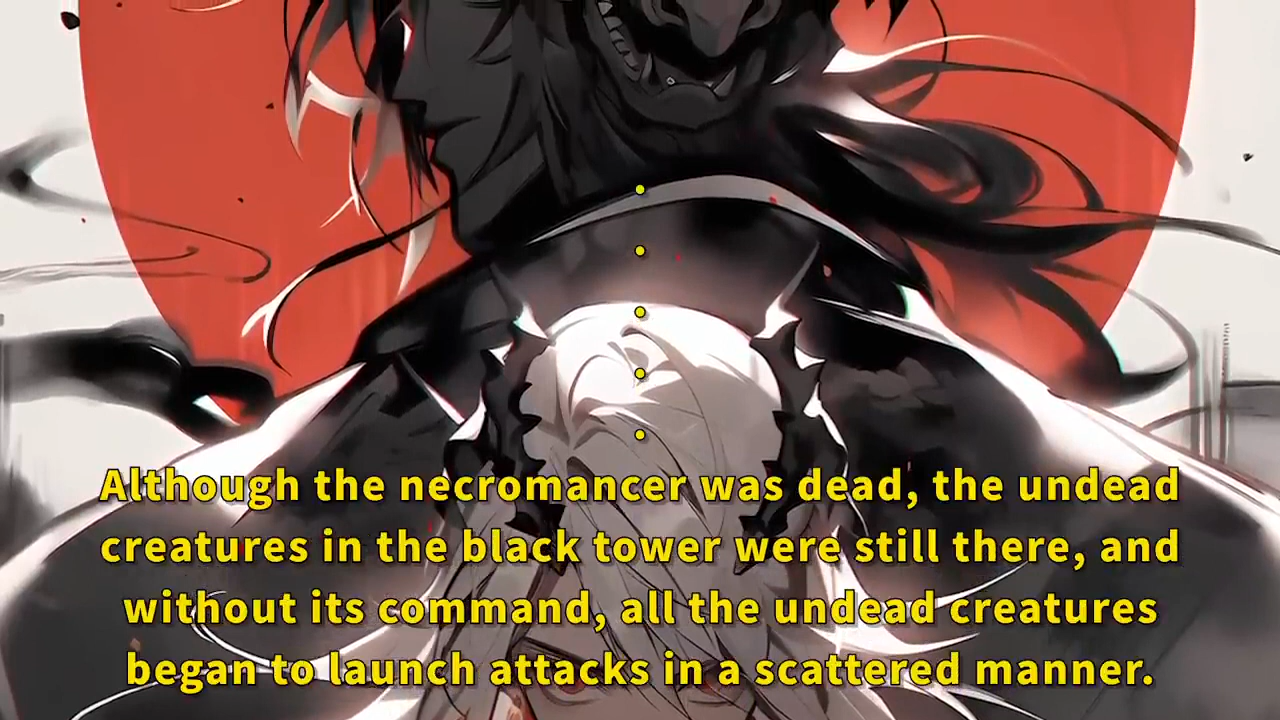 .
.
.
.
.
Although the necromancer was dead, the undead
creatures in the black tower were still there, and
without its command, all the undead creatures
began to launch attacks in a scattered manner.